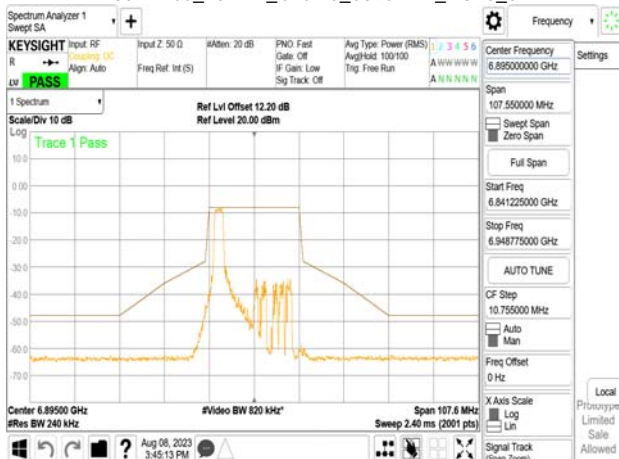 Spectrum Analyzer 1
Swept SA
Frequency
Settings
KEYSIGHT
R
LXI
PASS
Input: RF
Coupling: DC
Align: Auto
Input Z: 50 Ω
Freq Ref: Int (S)
#Atten: 20 dB
PNO: Fast
Gate: Off
IF Gain: Low
Sig Track: Off
Avg Type: Power (RMS)
Avg|Hold: 100/100
Trig: Free Run
1 2 3 4 5 6
A W W W W W
A N N N N N
1 Spectrum
Scale/Div 10 dB
Ref Lvl Offset 12.20 dB
Ref Level 20.00 dBm
Log
Trace 1 Pass
10.0
0.00
-10.0
-20.0
-30.0
-40.0
-50.0
-60.0
-70.0
Center 6.89500 GHz
#Res BW 240 kHz
#Video BW 820 kHz*
Span 107.6 MHz
Sweep 2.40 ms (2001 pts)
Aug 08, 2023
3:45:13 PM
?
Center Frequency
6.895000000 GHz
Span
107.550000 MHz
Swept Span
Zero Span
Full Span
Start Freq
6.841225000 GHz
Stop Freq
6.948775000 GHz
AUTO TUNE
CF Step
10.755000 MHz
Auto
Man
Freq Offset
0 Hz
X Axis Scale
Log
Lin
Signal Track
(Span Zoom)
Local
Prototype
Limited
Sale
Allowed